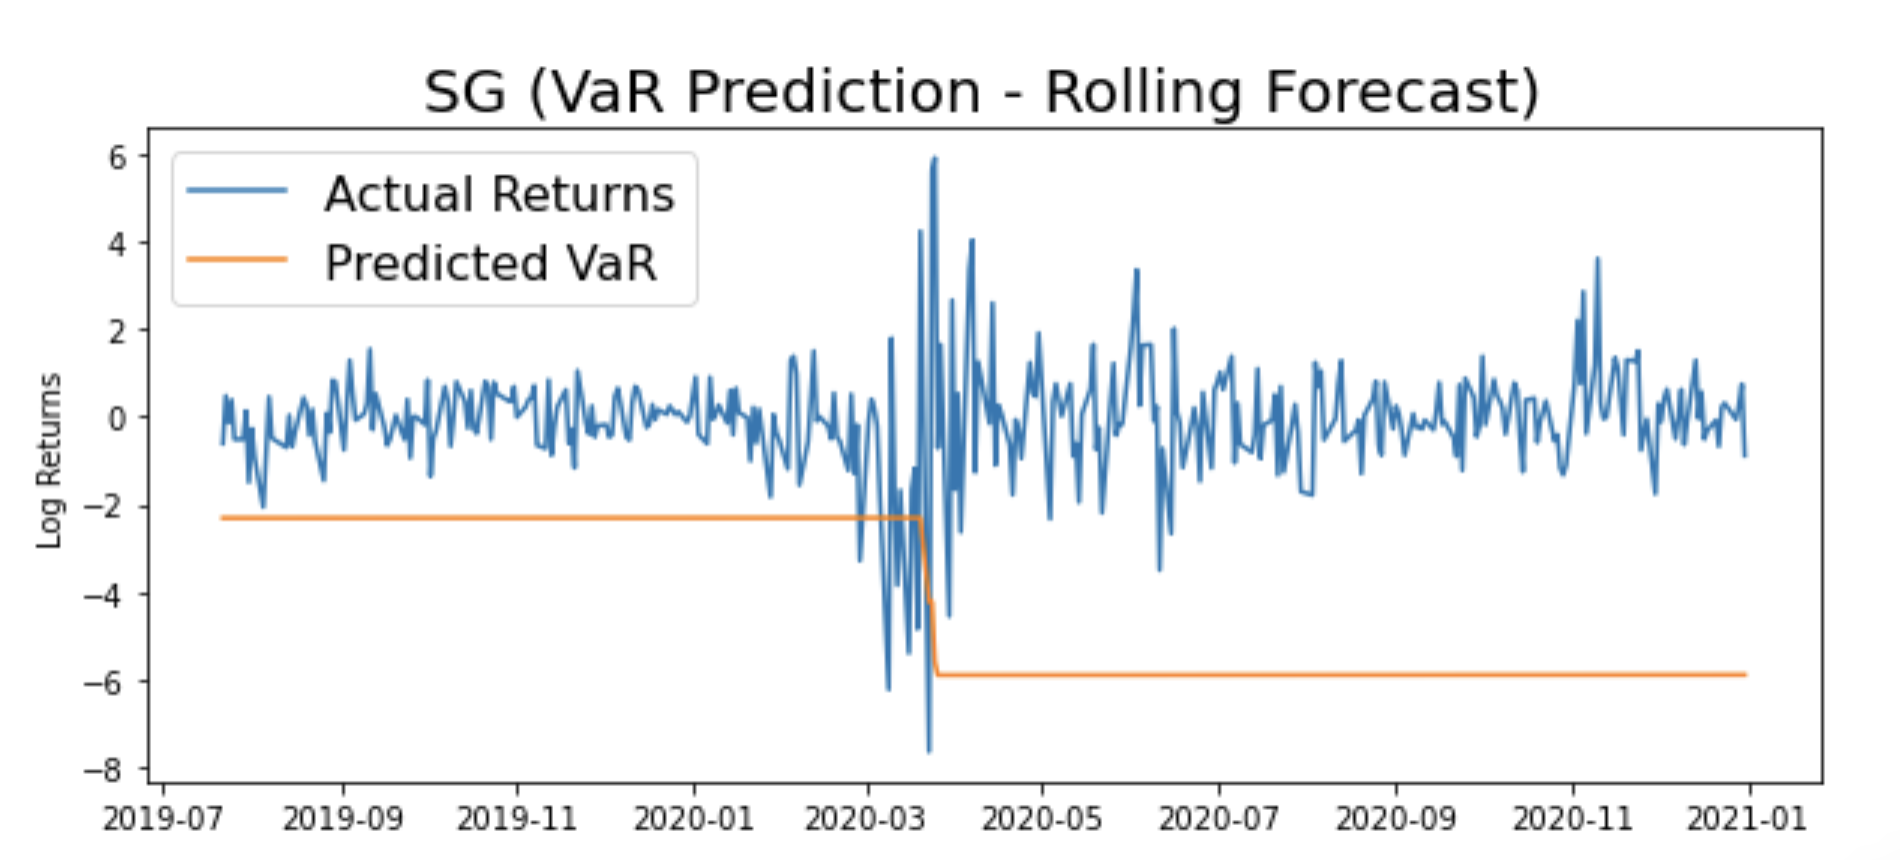 SG (VaR Prediction - Rolling Forecast)
Actual Returns
Predicted VaR
Log Returns
6
4
2
0
−2
−4
−6
−8
2019-07 2019-09 2019-11 2020-01 2020-03 2020-05 2020-07 2020-09 2020-11 2021-01